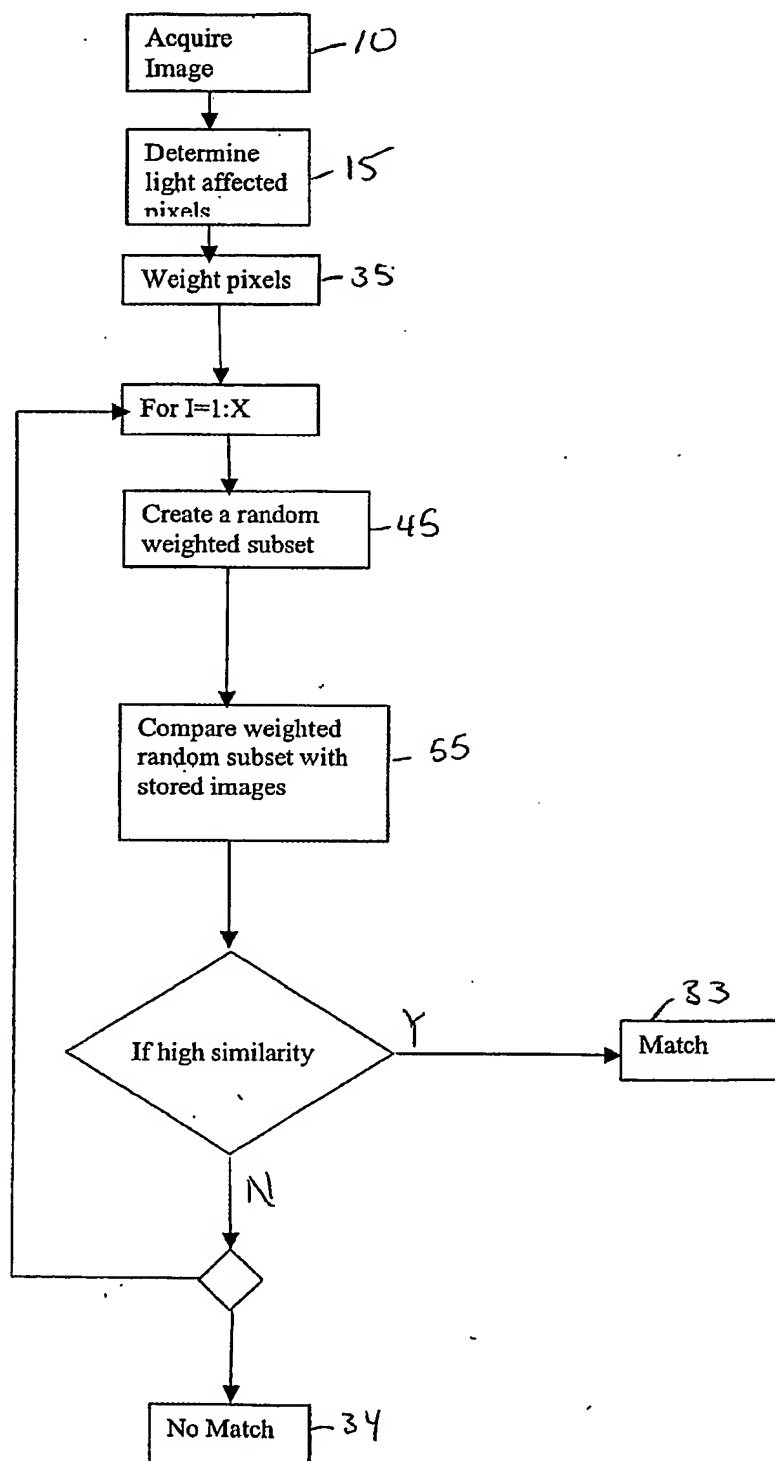 Acquire
Image
10
Determine
light affected
pixels
15
Weight pixels
35
For I=1:X
Create a random
weighted subset
45
Compare weighted
random subset with
stored images
55
If high similarity
Y
33
Match
N
No Match
34